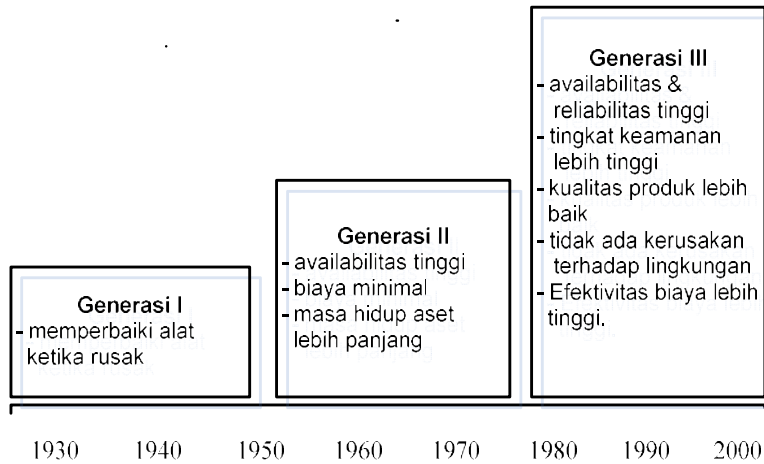 Generasi I
- memperbaiki alat
ketika rusak
Generasi II
- availabilitas tinggi
- biaya minimal
- masa hidup aset
lebih panjang
Generasi III
- availabilitas &
reliabilitas tinggi
- tingkat keamanan
lebih tinggi
- kualitas produk lebih
baik
- tidak ada kerusakan
terhadap lingkungan
- Efektivitas biaya lebih
tinggi.
1930 1940 1950 1960 1970 1980 1990 2000